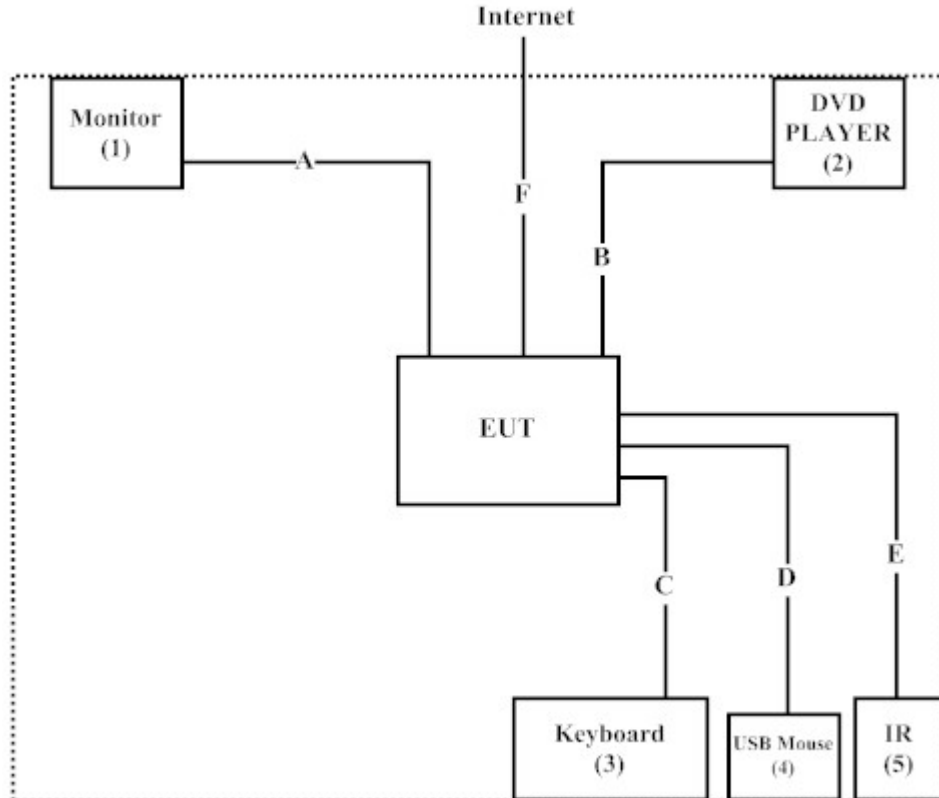 Internet
Monitor
(1)
DVD
PLAYER
(2)
A
F
B
EUT
E
D
C
Keyboard
(3)
USB Mouse
(4)
IR
(5)